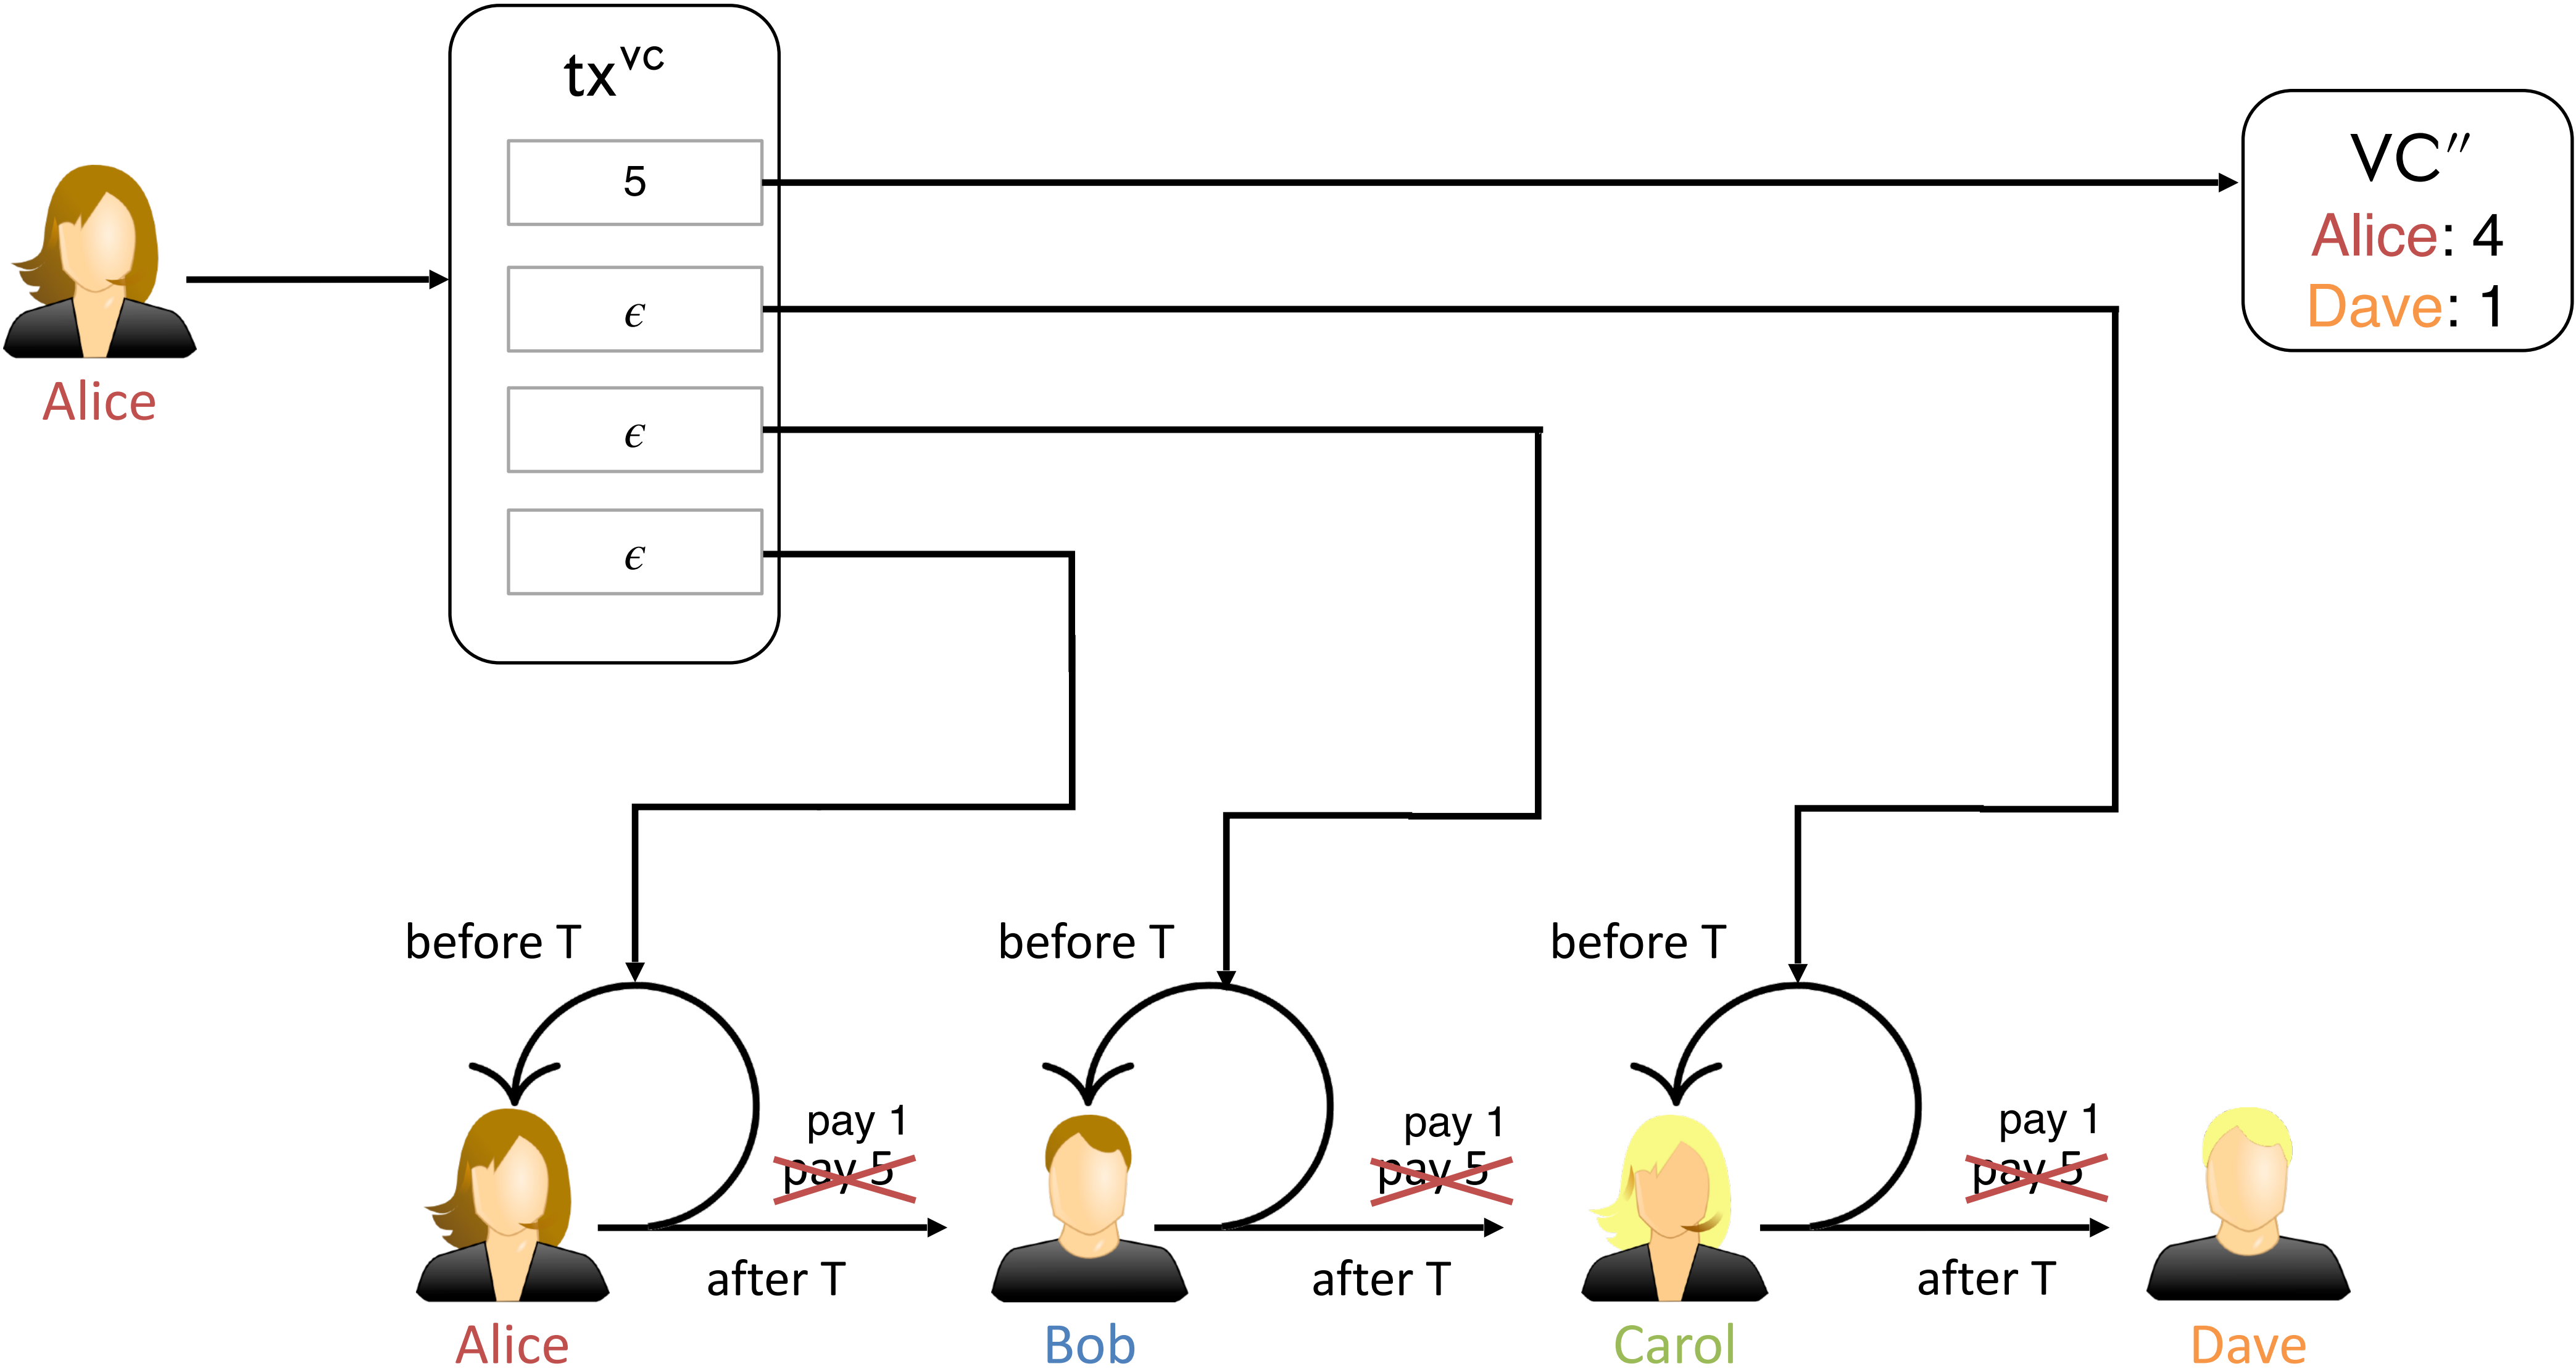 tx^VC
5
ϵ
ϵ
ϵ
VC″
Alice: 4
Dave: 1
Alice
before T
before T
before T
pay 1
pay 5
pay 1
pay 5
pay 1
pay 5
after T
after T
after T
Alice
Bob
Carol
Dave